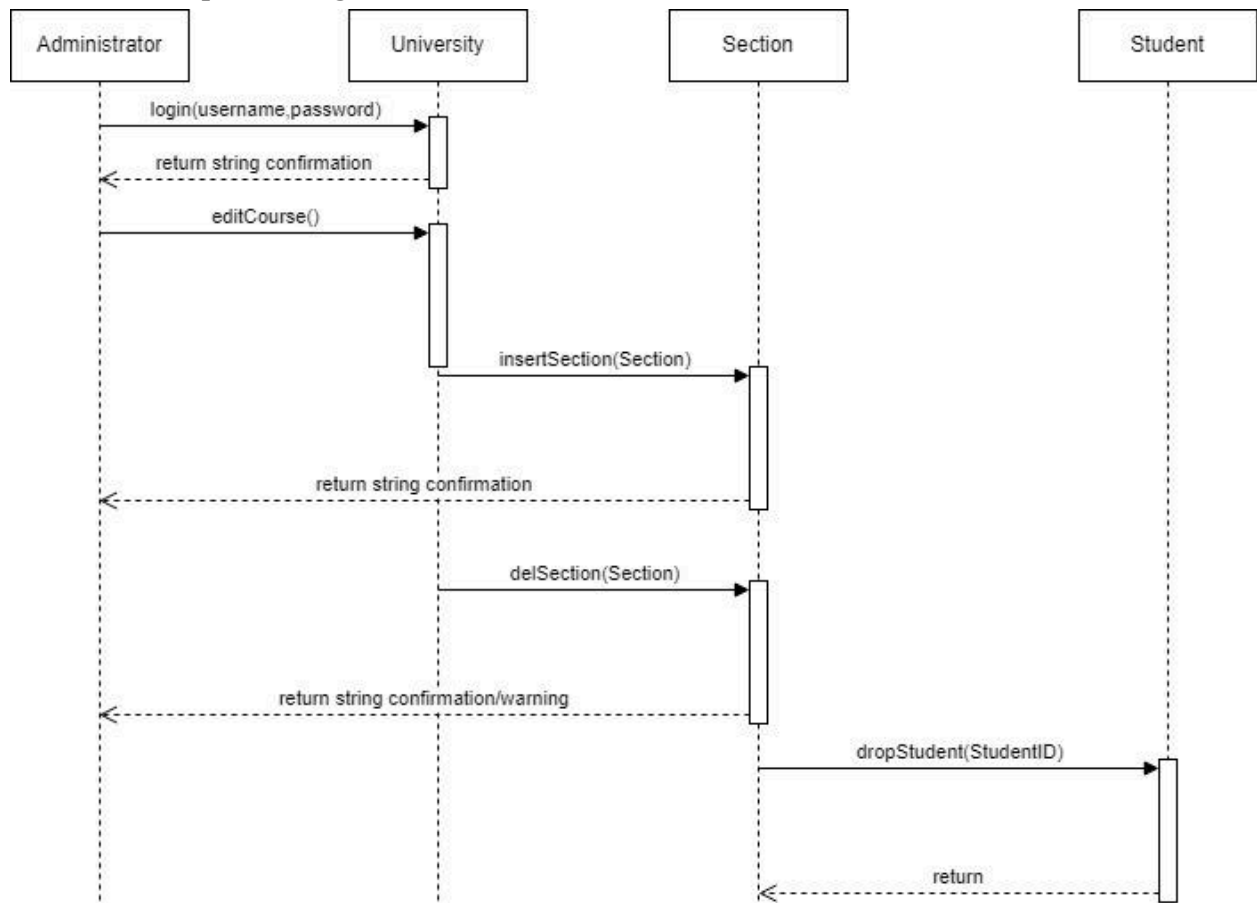 Administrator
University
Section
Student
login(username,password)
return string confirmation
editCourse()
insertSection(Section)
return string confirmation
delSection(Section)
return string confirmation/warning
dropStudent(StudentID)
return